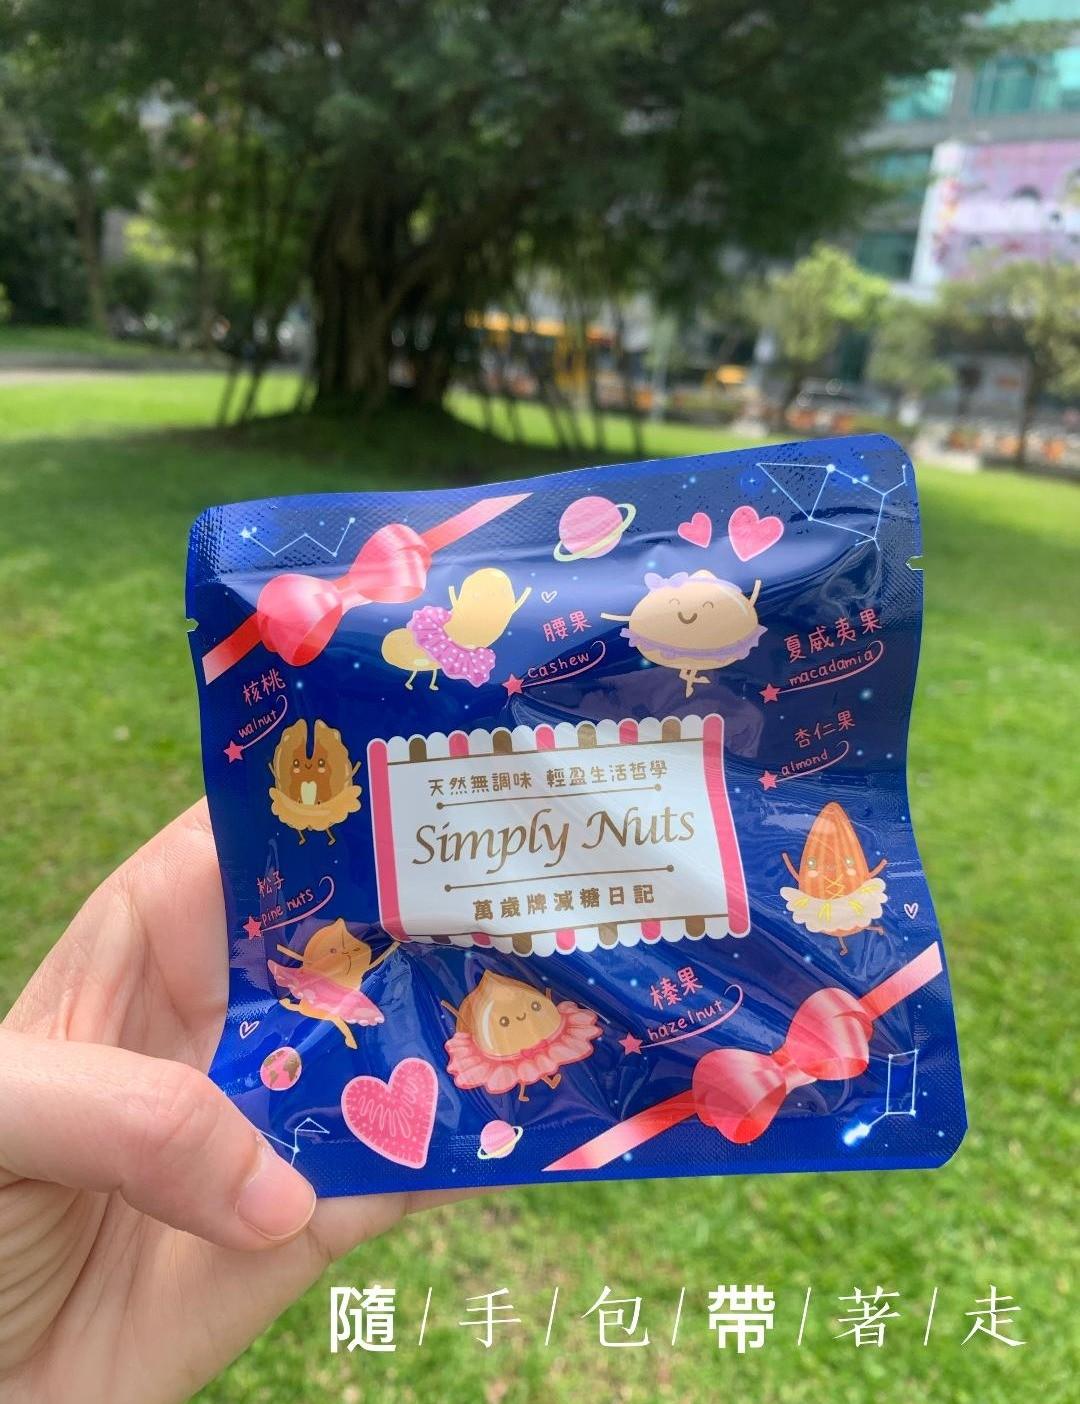 腰果
cashew
夏威夷果
macadamia
核桃
walnut
杏仁果
almond
天然無調味 輕盈生活哲學
Simply Nuts
萬歲牌減糖日記
松子
pine nuts
榛果
hazelnut
隨/手/包/帶/著/走